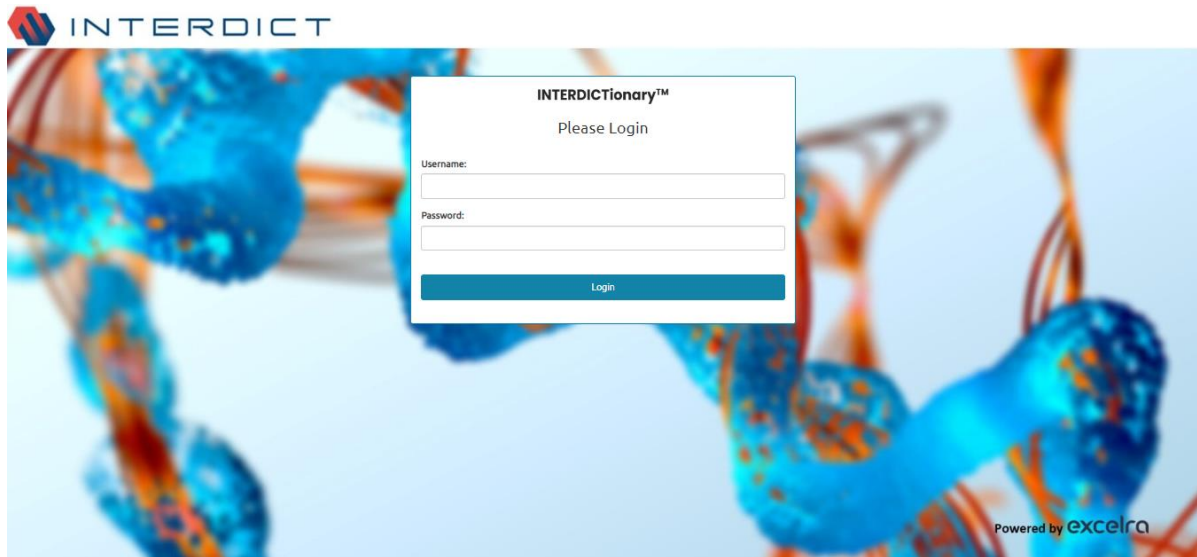 INTERDICT
INTERDICTionary™
Please Login
Username:
Password:
Login
Powered by excelra